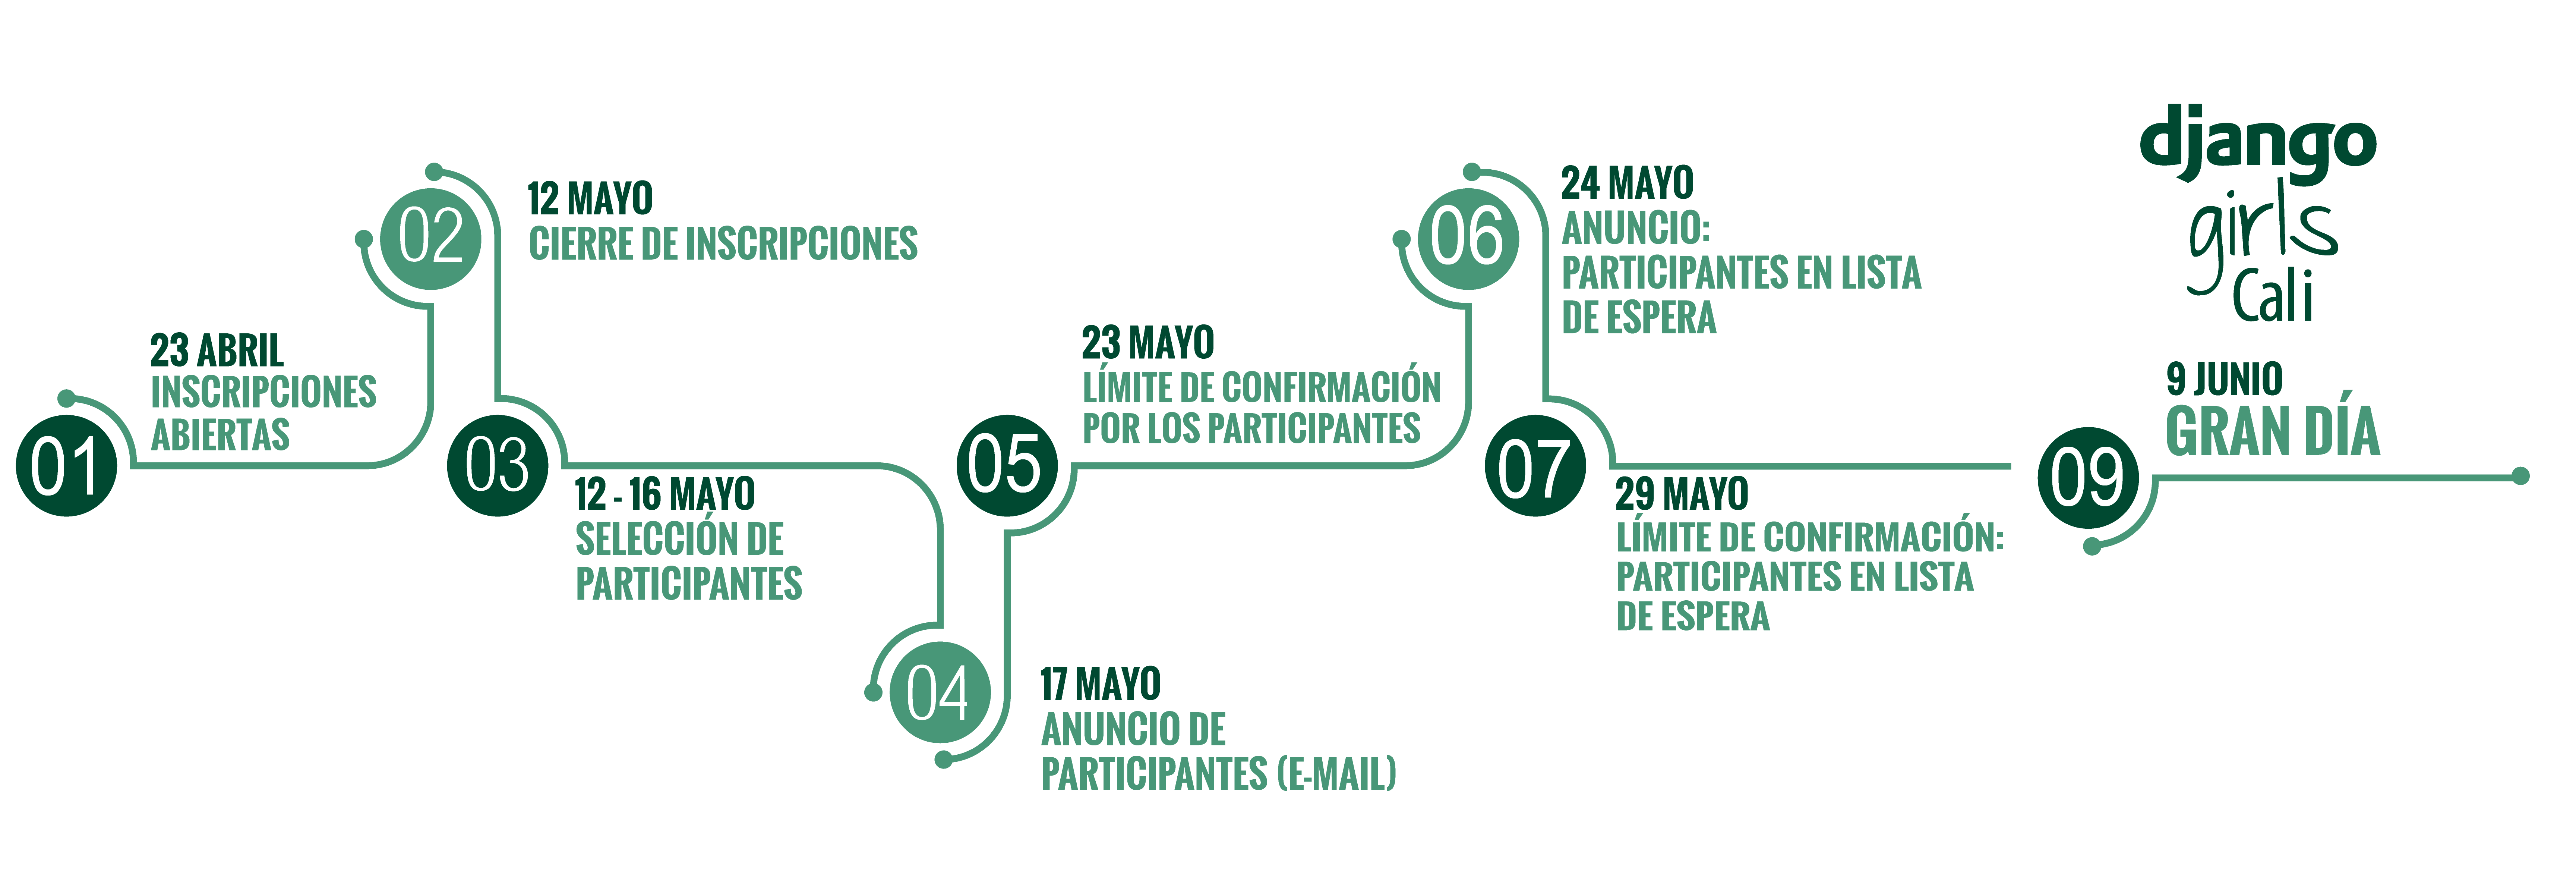 01
23 ABRIL
INSCRIPCIONES
ABIERTAS
02
12 MAYO
CIERRE DE INSCRIPCIONES
03
12 - 16 MAYO
SELECCIÓN DE
PARTICIPANTES
04
17 MAYO
ANUNCIO DE
PARTICIPANTES (E-MAIL)
05
23 MAYO
LÍMITE DE CONFIRMACIÓN
POR LOS PARTICIPANTES
06
24 MAYO
ANUNCIO:
PARTICIPANTES EN LISTA
DE ESPERA
07
29 MAYO
LÍMITE DE CONFIRMACIÓN:
PARTICIPANTES EN LISTA
DE ESPERA
django
girls
Cali
09
9 JUNIO
GRAN DÍA